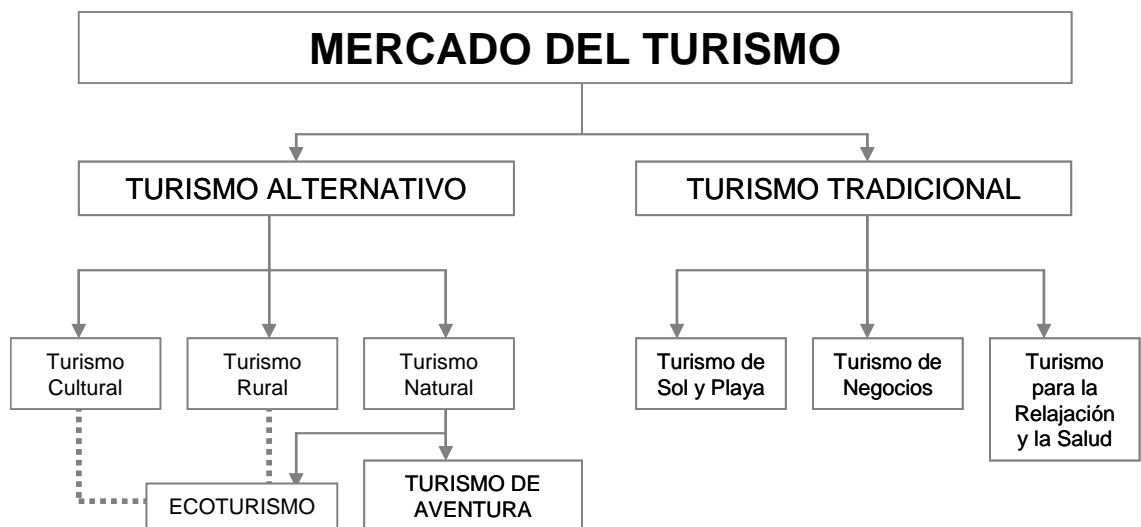 MERCADO DEL TURISMO
TURISMO ALTERNATIVO
TURISMO TRADICIONAL
Turismo
Cultural
Turismo
Rural
Turismo
Natural
Turismo de
Sol y Playa
Turismo de
Negocios
Turismo
para la
Relajación
y la Salud
ECOTURISMO
TURISMO DE
AVENTURA